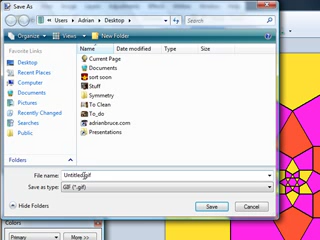 Save As
Users ▸ Adrian ▸ Desktop ▸
Organize Views New Folder
Favorite Links
Desktop
Recent Places
Computer
Documents
Pictures
Recently Changed
Searches
Public
Folders
Name Date modified Type Size
Current Page
Documents
sort soon
Stuff
Symmetry
To Clean
To_do
adrianbruce.com
Presentations
File name: Untitled.gif
Save as type: GIF (*.gif)
Hide Folders Save Cancel
Colors
Primary More >>